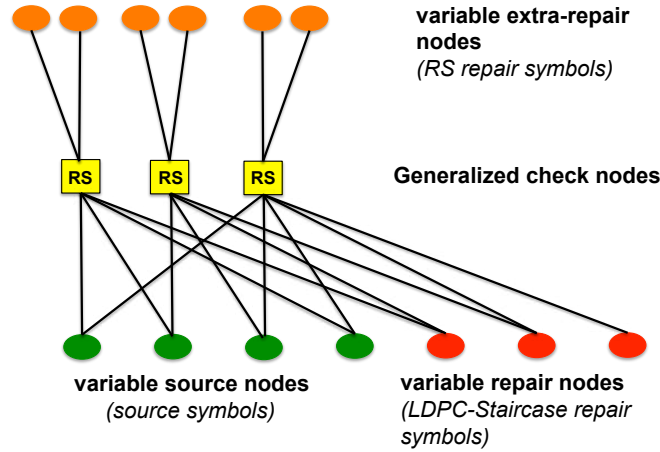 variable extra-repair
nodes
(RS repair symbols)
RS
RS
RS
Generalized check nodes
variable source nodes
(source symbols)
variable repair nodes
(LDPC-Staircase repair
symbols)